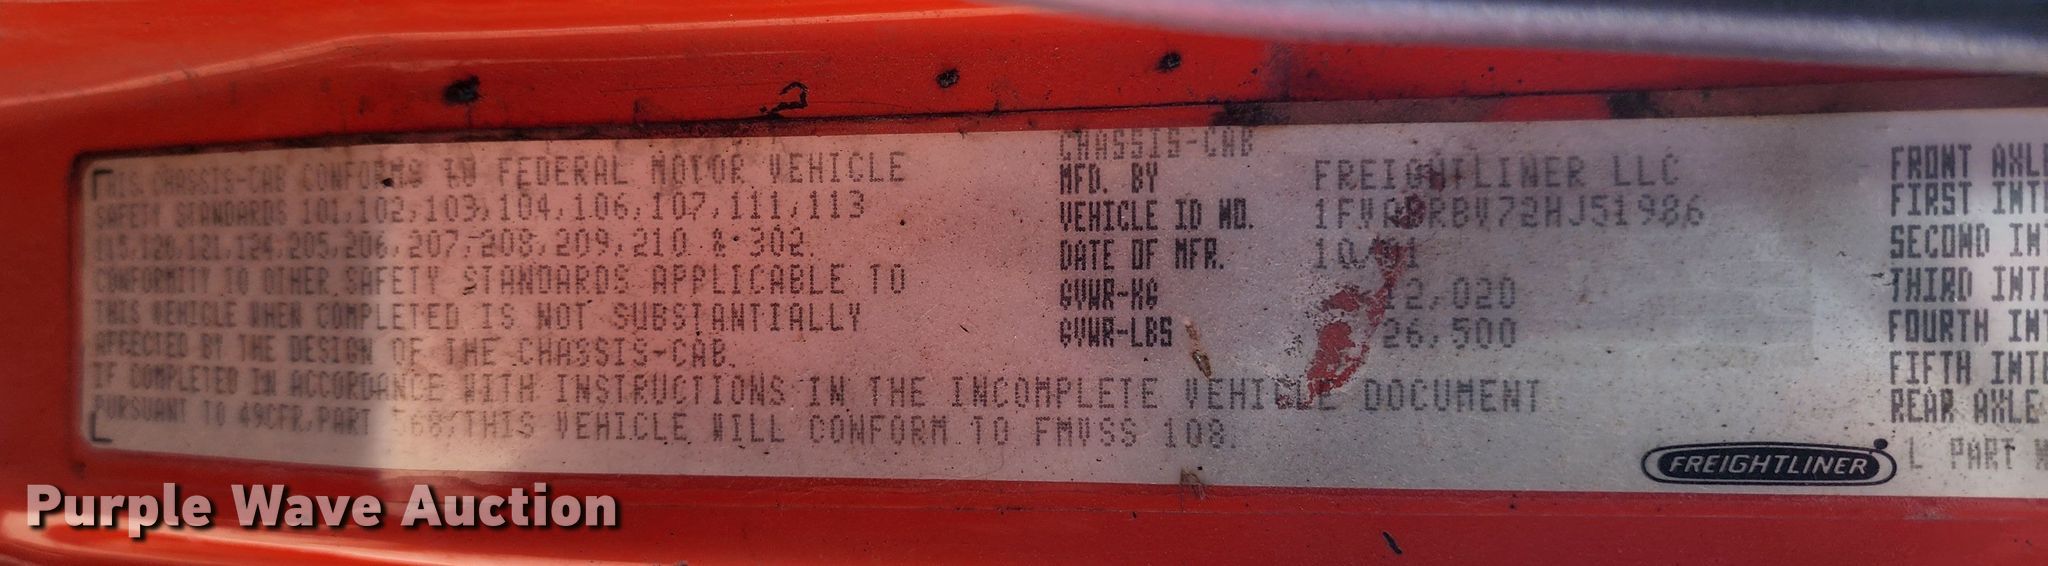 THIS CHASSIS-CAB CONFORMS TO FEDERAL MOTOR VEHICLE
SAFETY STANDARDS 101,102,103,104,106,107,111,113
115,120,121,124,205,206,207,208,209,210 & 302.
CONFORMITY TO OTHER SAFETY STANDARDS APPLICABLE TO
THIS VEHICLE WHEN COMPLETED IS NOT SUBSTANTIALLY
AFFECTED BY THE DESIGN OF THE CHASSIS-CAB.
IF COMPLETED IN ACCORDANCE WITH INSTRUCTIONS IN THE INCOMPLETE VEHICLE DOCUMENT
PURSUANT TO 49CFR,PART 568,THIS VEHICLE WILL CONFORM TO FMVSS 108.
CHASSIS-CAB
MFD. BY FREIGHTLINER LLC
VEHICLE ID NO.
DATE OF MFR. 10/01
GVWR-KG 12,020
GVWR-LBS 26,500
FRONT AXLE
FIRST INT
SECOND INT
THIRD INT
FOURTH INT
FIFTH INT
REAR AXLE
FREIGHTLINER
PART
Purple Wave Auction